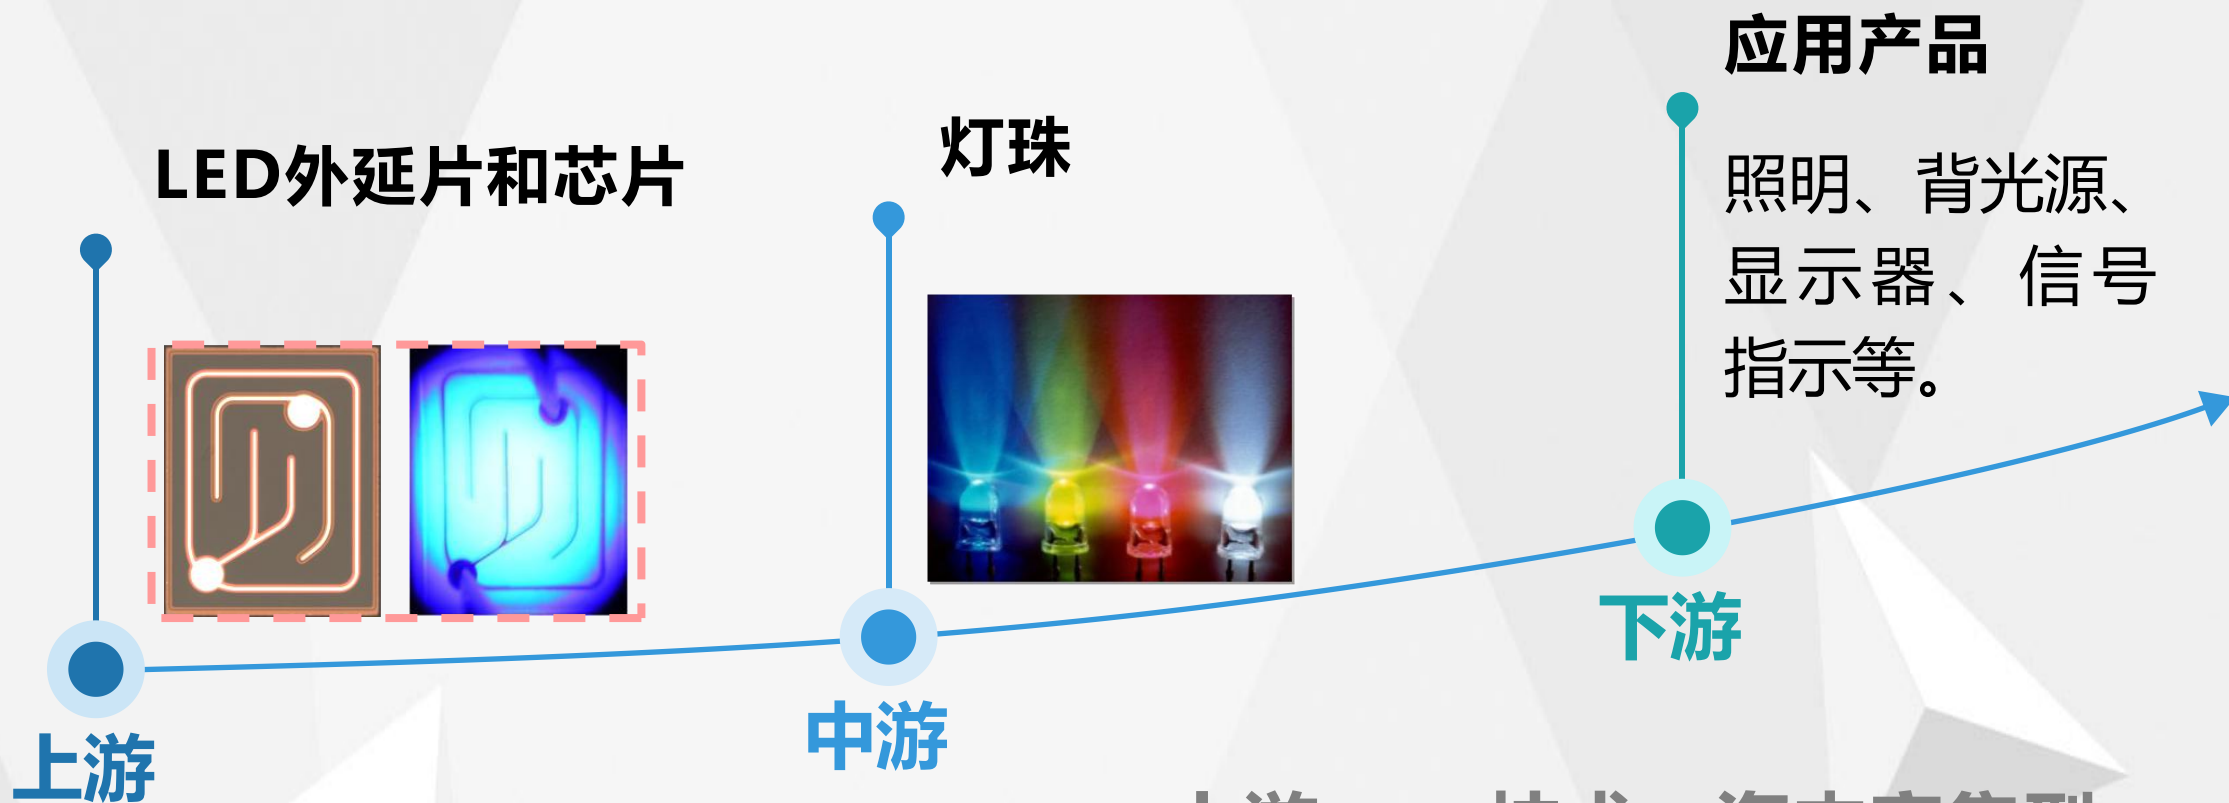 LED外延片和芯片
上游
灯珠
中游
应用产品
照明、背光源、
显示器、信号
指示等。
下游